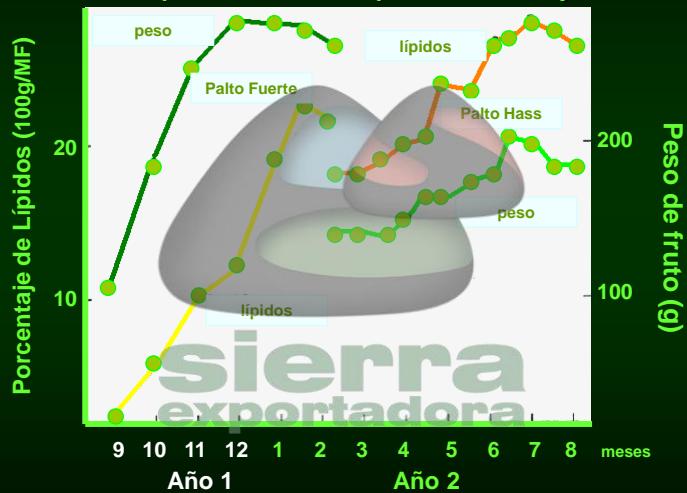 peso
lípidos
Palto Fuerte
Palto Hass
peso
lípidos
20
10
200
100
Porcentaje de Lípidos (100g/MF)
Peso de fruto (g)
sierra
exportadora
9 10 11 12 1 2 3 4 5 6 7 8 meses
Año 1 Año 2